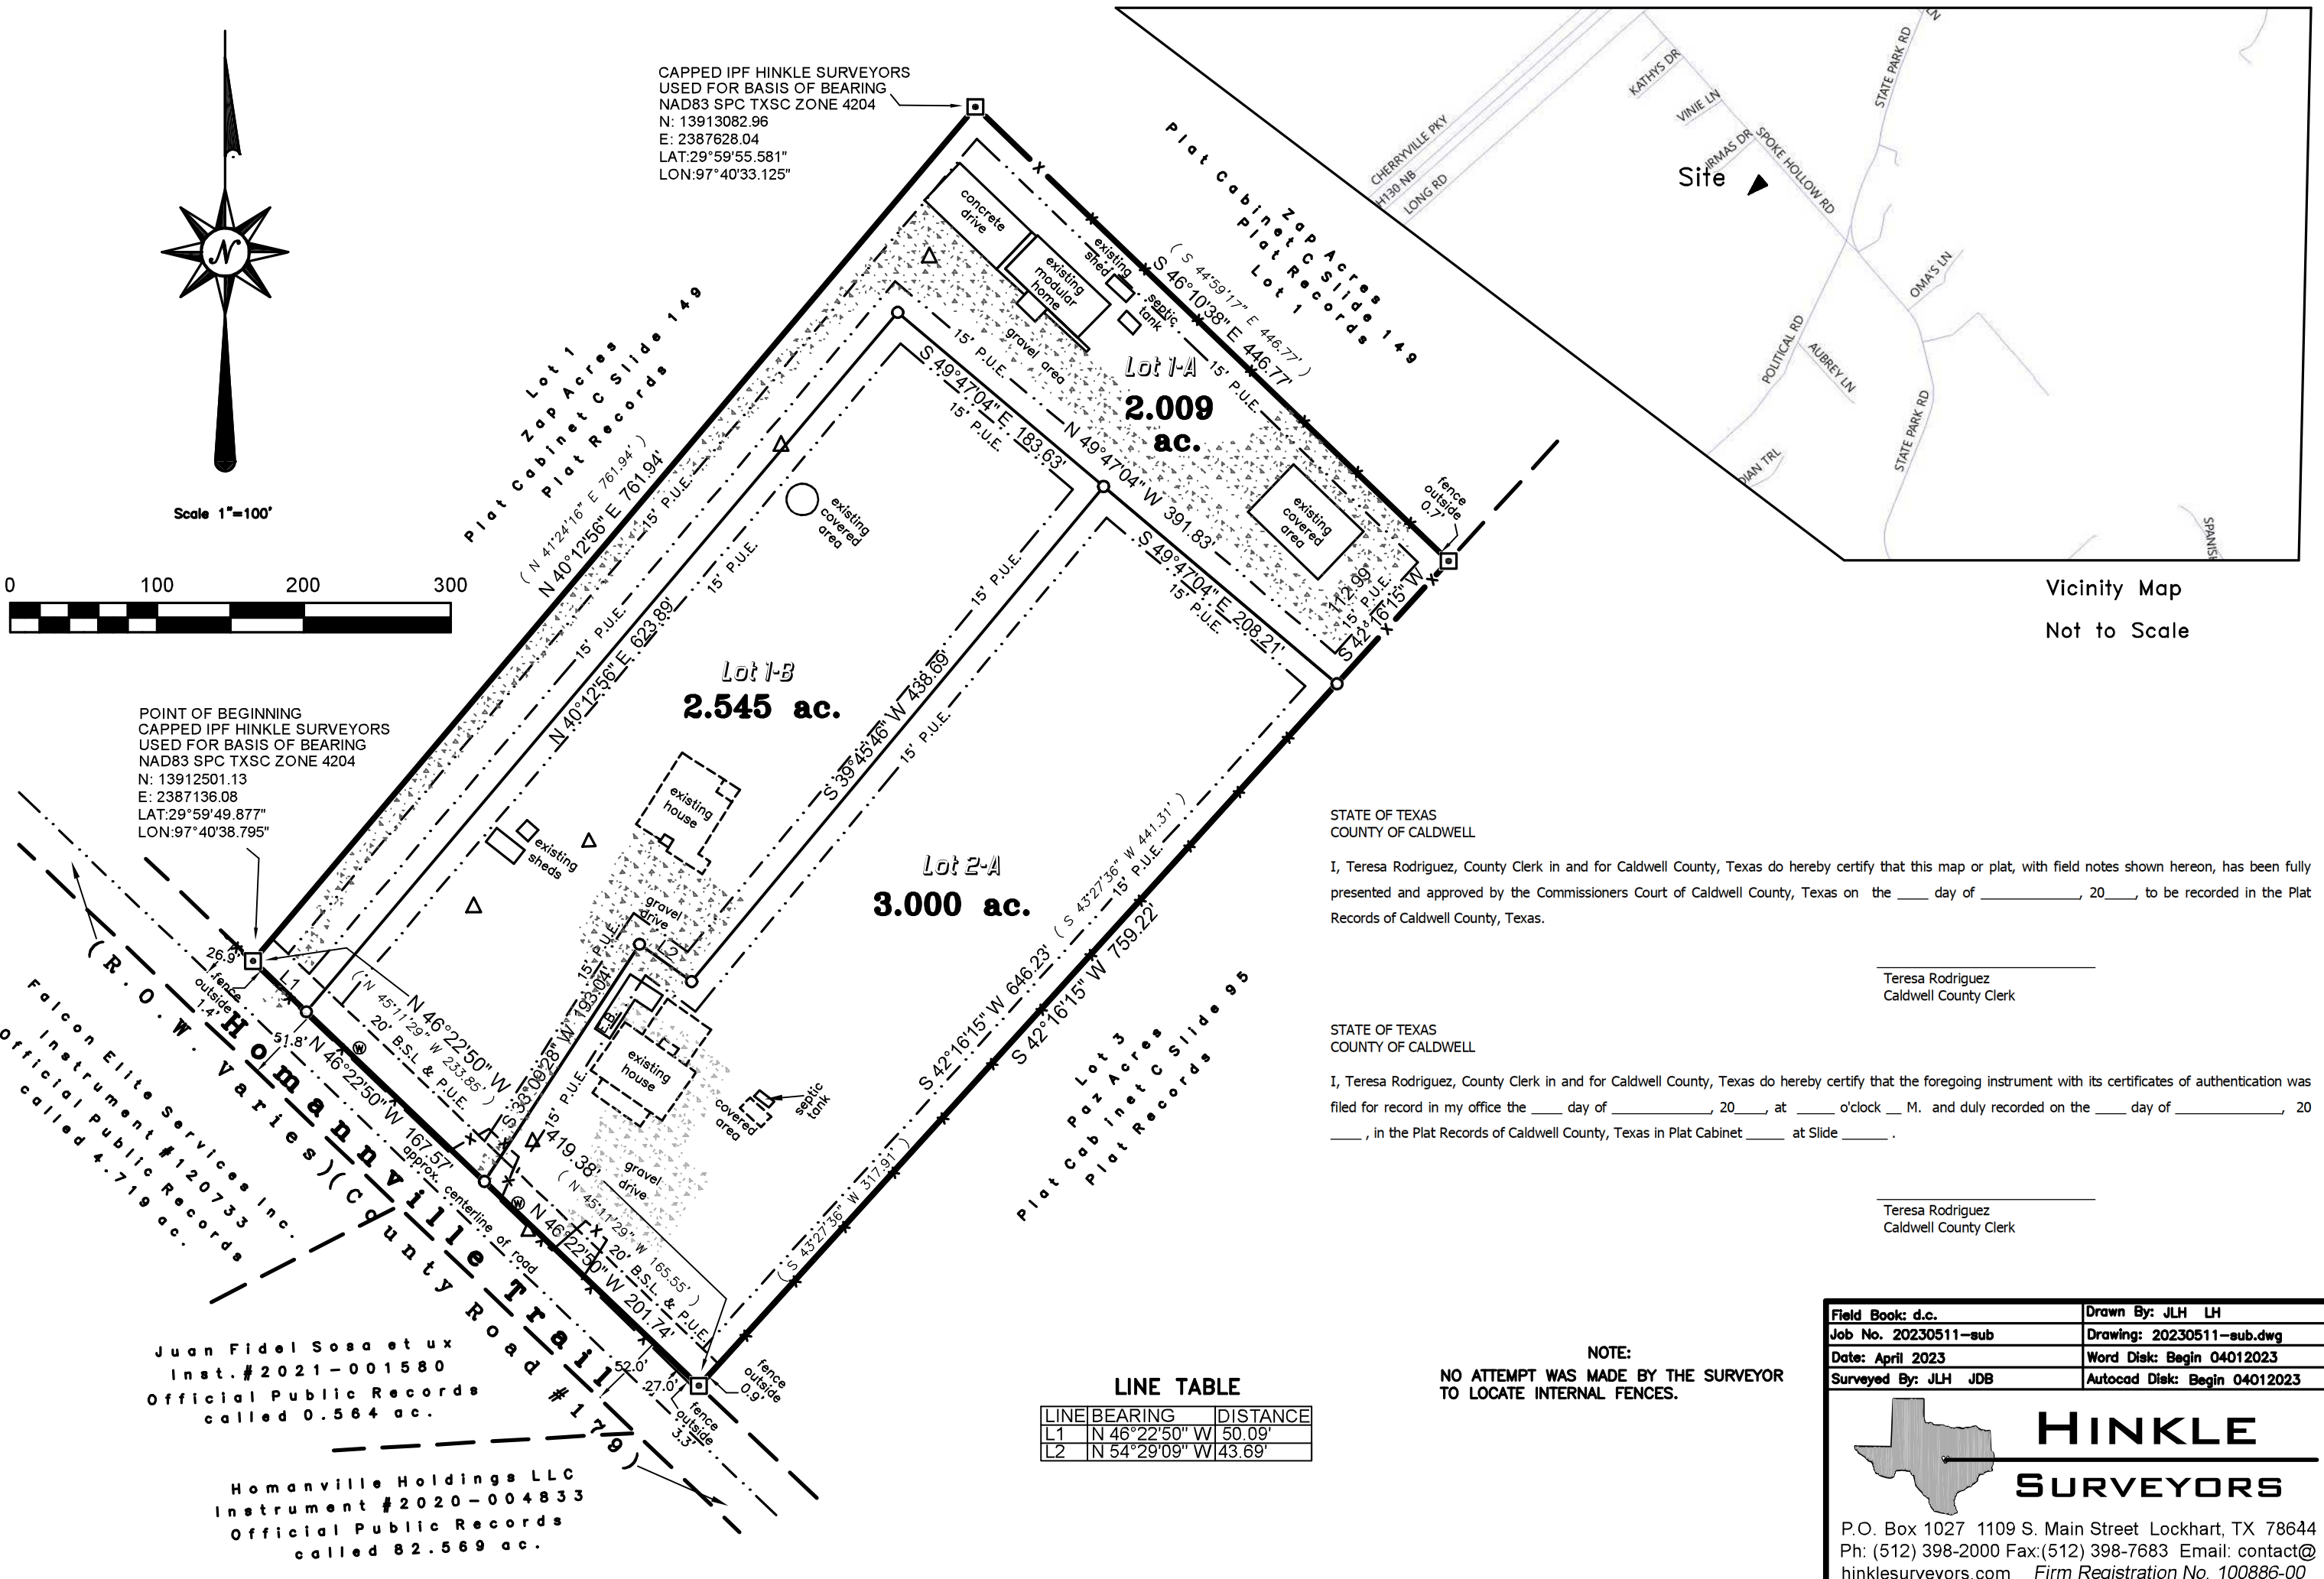 CAPPED IPF HINKLE SURVEYORS
USED FOR BASIS OF BEARING
NAD83 SPC TXSC ZONE 4204
N: 13913082.96
E: 2387628.04
LAT:29°59'55.581"
LON:97°40'33.125"
N
Scale 1"=100'
0 100 200 300
Lot 1
Zap Acres
Plat Cabinet C Slide 149
Plat Records
Zap Acres
Plat Cabinet C Slide 149
Plat Records
Lot 1
CHERRYVILLE PKY
H130 NB
LONG RD
KATHYS DR
VINIE LN
IRMAS DR
SPOKE HOLLOW RD
STATE PARK RD
LN
Site
OMA'S LN
POLITICAL RD
AUBREY LN
STATE PARK RD
DIAN TRL
SPANISH
Vicinity Map
Not to Scale
concrete
drive
existing
modular
home
existing
shed
septic
tank
gravel area
S 46°10'38" E 446.77'
( S 44°59'17" E 446.77' )
15' P.U.E.
15' P.U.E.
Lot 1-A
2.009
ac.
existing
covered
area
fence
outside
0.7'
S 49°47'04" E 183.63'
15'
P.U.E.
N 49°47'04" W 391.83'
S 49°47'04" E 208.21'
15' P.U.E.
112.99'
15' P.U.E.
S 42°16'15" W
( N 41°24'16" E 761.94' )
N 40°12'56" E 761.94'
15' P.U.E.
15' P.U.E.
N 40°12'56" E 623.89'
15' P.U.E.
existing
covered
area
15' P.U.E.
S 39°45'46" W 438.69'
15' P.U.E.
Lot 1-B
2.545 ac.
existing
house
existing
sheds
gravel
drive
15' P.U.E.
L2
Lot 2-A
3.000 ac.
POINT OF BEGINNING
CAPPED IPF HINKLE SURVEYORS
USED FOR BASIS OF BEARING
NAD83 SPC TXSC ZONE 4204
N: 13912501.13
E: 2387136.08
LAT:29°59'49.877"
LON:97°40'38.795"
26.9'
fence
outside
1.4'
L1
51.8'
N 46°22'50" W
( N 45°11'29" W 233.85' )
20'
B.S.L. & P.U.E.
N 46°22'50" W 167.57'
approx. centerline of road
S 33°09'28" W 193.04'
15' P.U.E.
F.B.
existing
house
covered
area
septic
tank
gravel
drive
419.38'
( N 45°11'29" W 165.55' )
20' B.S.L. & P.U.E.
N 46°22'50" W 201.74'
52.0'
27.0'
fence
outside
3.3'
fence
outside
0.9'
S 42°16'15" W 646.23'
( S 43°27'36" W 441.31' )
15' P.U.E.
S 42°16'15" W 759.22'
( S 43°27'36" W 317.91' )
Lot 3
Paz Acres
Plat Cabinet C Slide 95
Plat Records
Homannville Trail
(R.O.W. Varies)(County Road #179)
Falcon Elite Services Inc.
Instrument #120733
Official Public Records
called 4.719 ac.
Juan Fidel Sosa et ux
Inst.#2021-001580
Official Public Records
called 0.564 ac.
Homanville Holdings LLC
Instrument #2020-004833
Official Public Records
called 82.569 ac.
STATE OF TEXAS
COUNTY OF CALDWELL
I, Teresa Rodriguez, County Clerk in and for Caldwell County, Texas do hereby certify that this map or plat, with field notes shown hereon, has been fully
presented and approved by the Commissioners Court of Caldwell County, Texas on the ____ day of ____________, 20____, to be recorded in the Plat
Records of Caldwell County, Texas.
Teresa Rodriguez
Caldwell County Clerk
STATE OF TEXAS
COUNTY OF CALDWELL
I, Teresa Rodriguez, County Clerk in and for Caldwell County, Texas do hereby certify that the foregoing instrument with its certificates of authentication was
filed for record in my office the ____ day of ____________, 20____, at _____ o'clock __ M. and duly recorded on the ____ day of _____________, 20
____ , in the Plat Records of Caldwell County, Texas in Plat Cabinet _____ at Slide ______ .
Teresa Rodriguez
Caldwell County Clerk
LINE TABLE
LINE BEARING DISTANCE
L1 N 46°22'50" W 50.09'
L2 N 54°29'09" W 43.69'
NOTE:
NO ATTEMPT WAS MADE BY THE SURVEYOR
TO LOCATE INTERNAL FENCES.
Field Book: d.c. Drawn By: JLH LH
Job No. 20230511-sub Drawing: 20230511-sub.dwg
Date: April 2023 Word Disk: Begin 04012023
Surveyed By: JLH JDB Autocad Disk: Begin 04012023
HINKLE
SURVEYORS
P.O. Box 1027 1109 S. Main Street Lockhart, TX 78644
Ph: (512) 398-2000 Fax:(512) 398-7683 Email: contact@
hinklesurveyors.com Firm Registration No. 100886-00